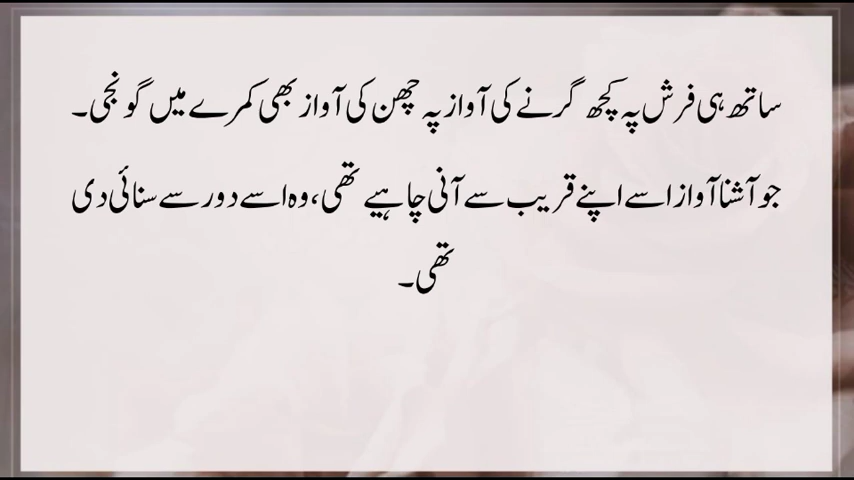 ساتھ ہی فرش پہ کچھ گرنے کی آواز پہ چھن کی آواز بھی کمرے میں گونجی۔
جو آشنا آواز اسے اپنے قریب سے آنی چاہیے تھی، وہ اسے دور سے سنائی دی
تھی۔